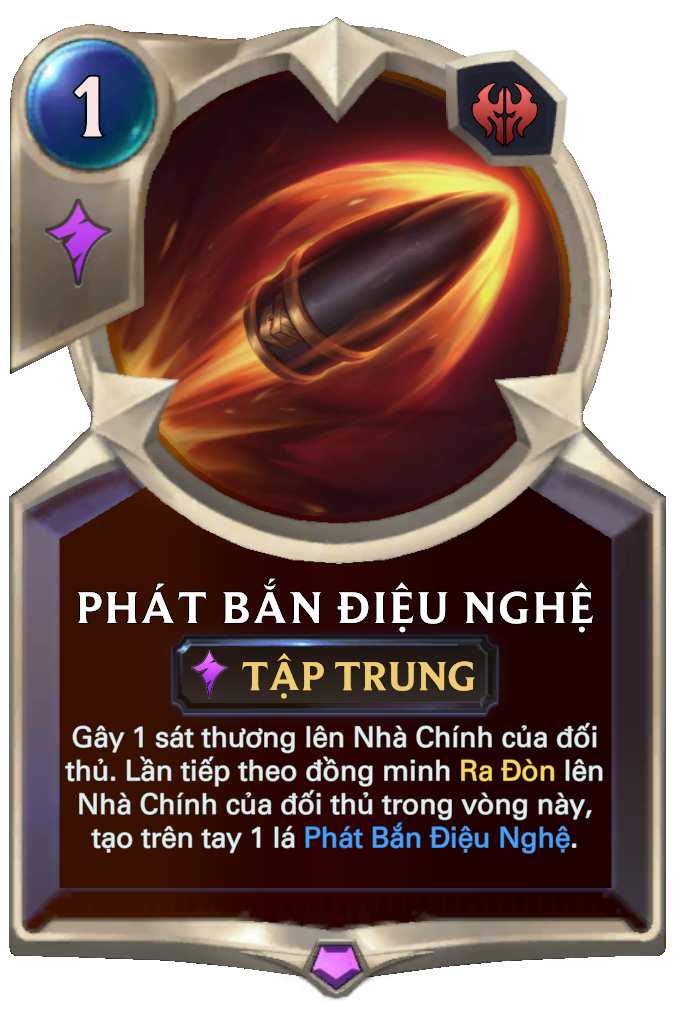 1
PHÁT BẮN ĐIỆU NGHỆ
TẬP TRUNG
Gây 1 sát thương lên Nhà Chính của đối
thủ. Lần tiếp theo đồng minh Ra Đòn lên
Nhà Chính của đối thủ trong vòng này,
tạo trên tay 1 lá Phát Bắn Điệu Nghệ.